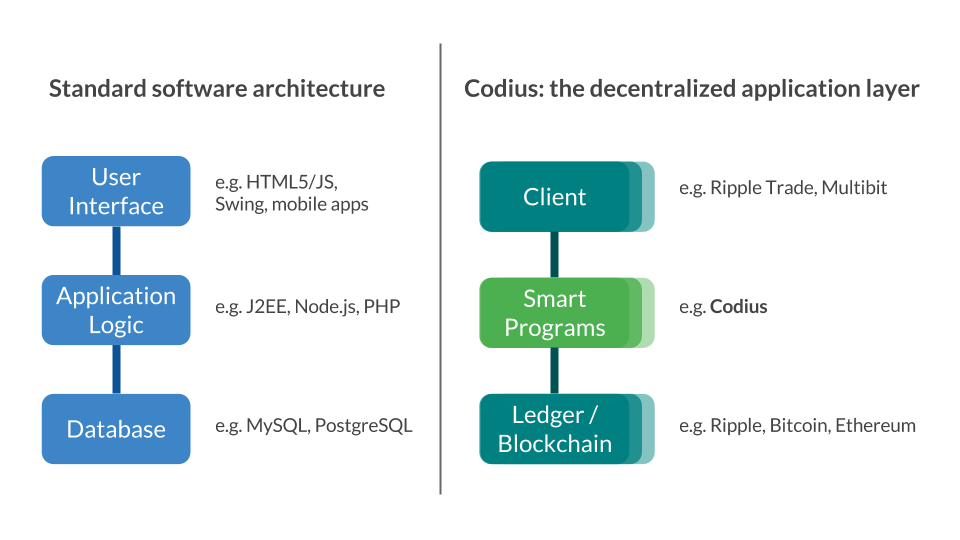 Standard software architecture
User
Interface
e.g. HTML5/JS,
Swing, mobile apps
Application
Logic
e.g. J2EE, Node.js, PHP
Database
e.g. MySQL, PostgreSQL
Codius: the decentralized application layer
Client
e.g. Ripple Trade, Multibit
Smart
Programs
e.g. Codius
Ledger /
Blockchain
e.g. Ripple, Bitcoin, Ethereum